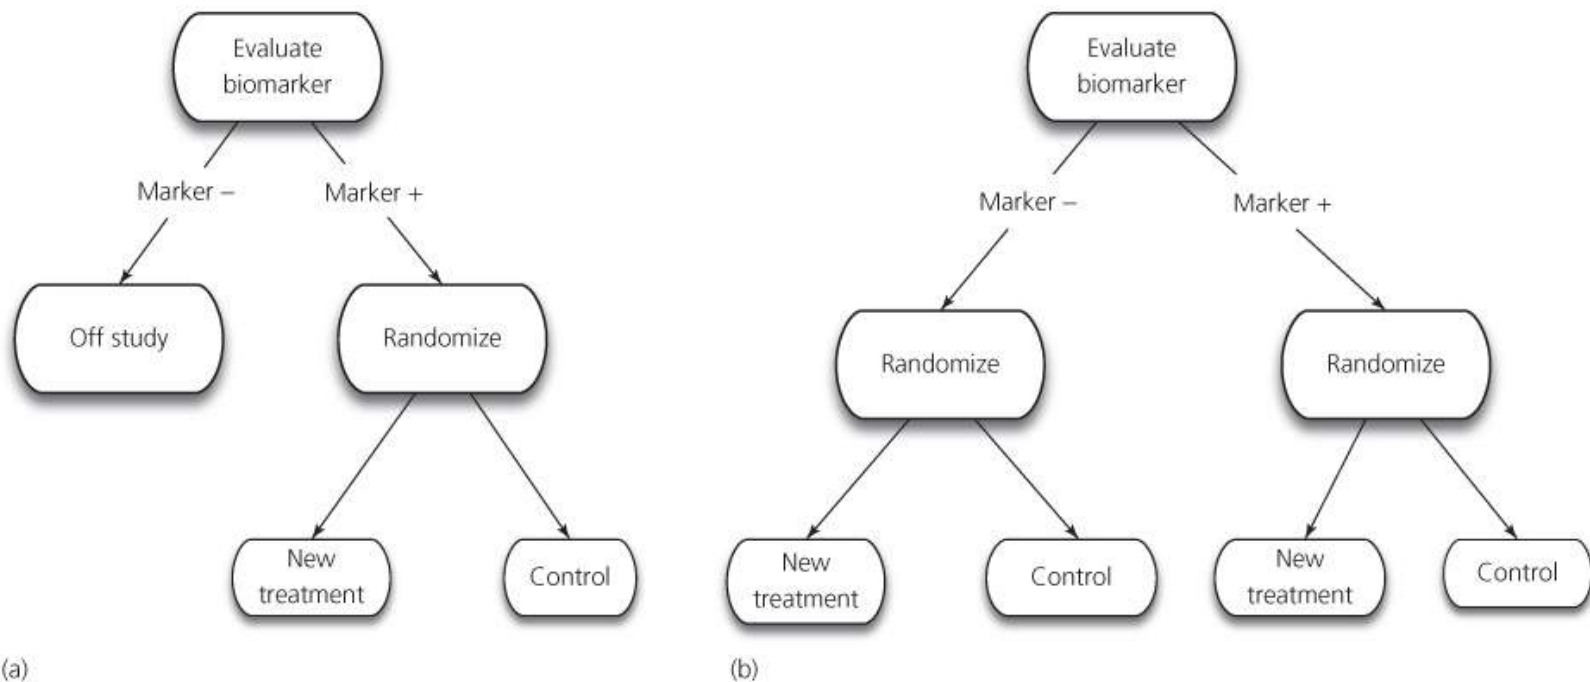 Evaluate
biomarker
Marker –
Marker +
Off study
Randomize
New
treatment
Control
(a)
Evaluate
biomarker
Marker –
Marker +
Randomize
Randomize
New
treatment
Control
New
treatment
Control
(b)